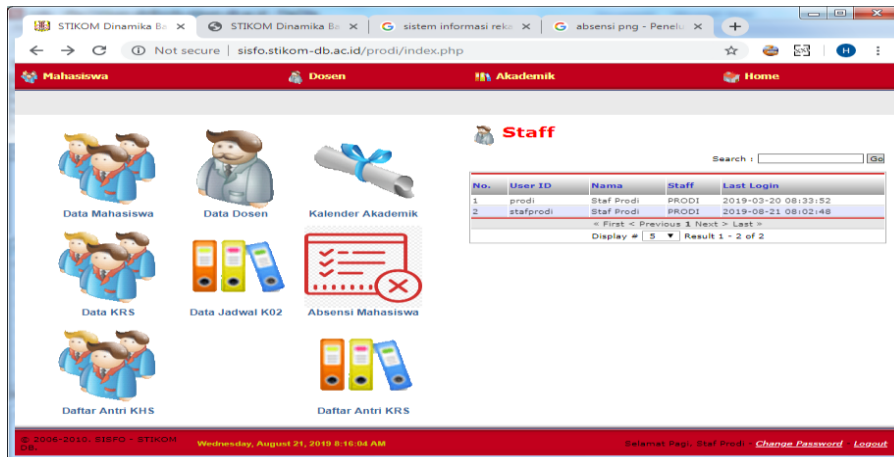 STIKOM Dinamika Ba
STIKOM Dinamika Ba
sistem informasi reka
absensi png - Penelu
Not secure | sisfo.stikom-db.ac.id/prodi/index.php
H
Mahasiswa
Dosen
Akademik
Home
Data Mahasiswa
Data Dosen
Kalender Akademik
Data KRS
Data Jadwal K02
Absensi Mahasiswa
Daftar Antri KHS
Daftar Antri KRS
Staff
Search : Go
No. User ID Nama Staff Last Login
1 prodi Staf Prodi PRODI 2019-03-20 08:33:52
2 stafprodi Staf Prodi PRODI 2019-08-21 08:02:48
< First < Previous 1 Next > Last >
Display # 5 Result 1 - 2 of 2
© 2006-2010. SISFO - STIKOM
DB.
Wednesday, August 21, 2019 8:16:04 AM
Selamat Pagi, Staf Prodi - Change Password Logout